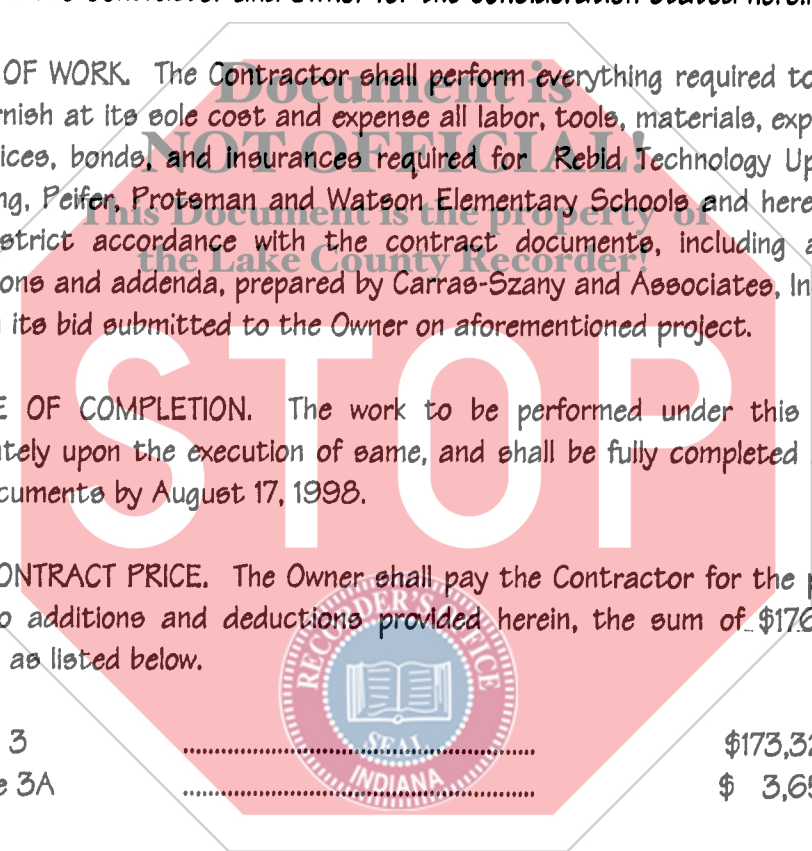 OF WORK. The Contractor shall perform everything required to
rnish at its sole cost and expense all labor, tools, materials, exp
ices, bonds, and insurances required for Rebid Technology Up
ng, Peifer, Protsman and Watson Elementary Schools and here
strict accordance with the contract documents, including a
ons and addenda, prepared by Carras-Szany and Associates, In
its bid submitted to the Owner on aforementioned project.
Document is
NOT OFFICIAL!
This Document is the property of
the Lake County Recorder!
STOP
E OF COMPLETION. The work to be performed under this
tely upon the execution of same, and shall be fully completed
cuments by August 17, 1998.
ONTRACT PRICE. The Owner shall pay the Contractor for the p
o additions and deductions provided herein, the sum of $176
as listed below.
3 ........................................ $173,32
e 3A ........................................ $ 3,65
RECORDER'S OFFICE
SEAL
INDIANA